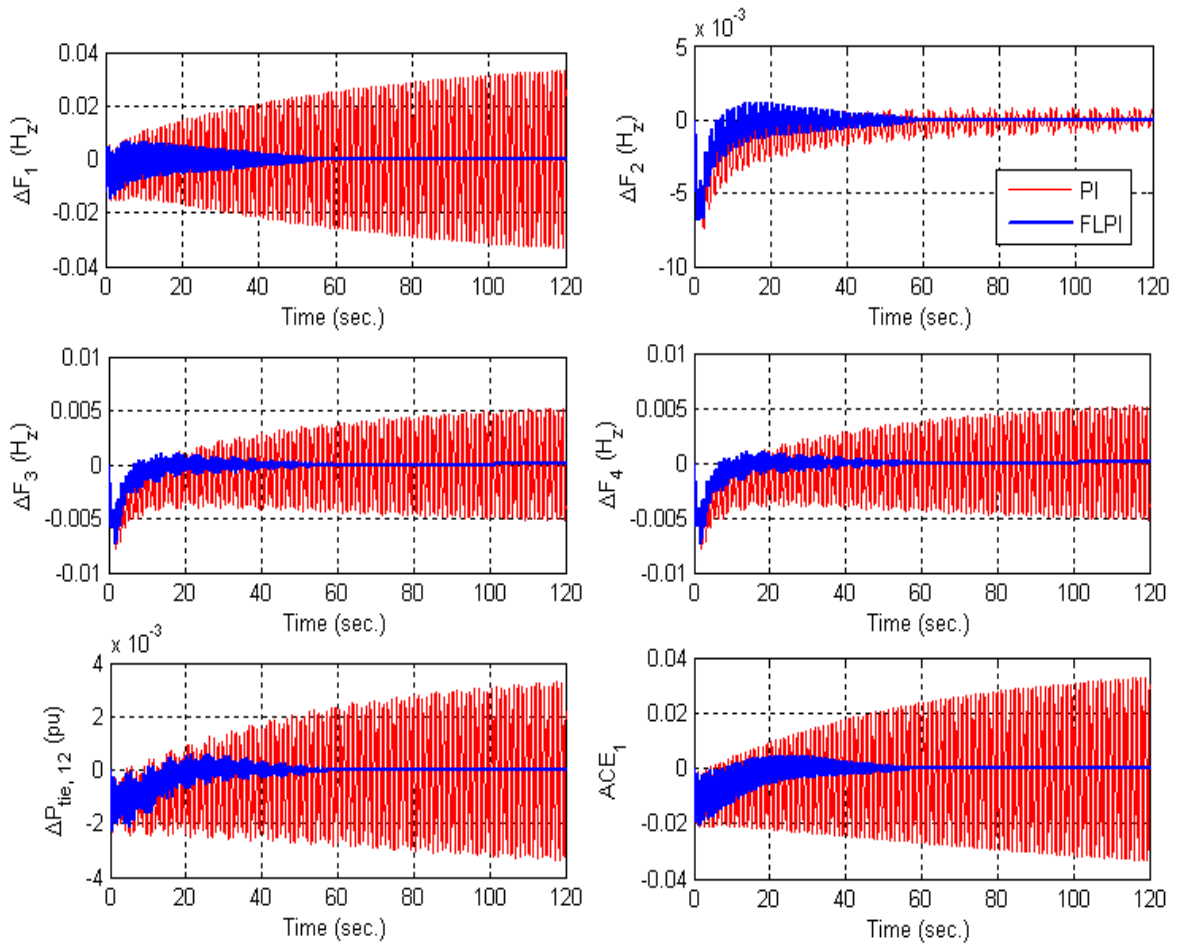 0.04
0.02
0
-0.02
-0.04
0 20 40 60 80 100 120
ΔF1 (Hz)
Time (sec.)
x 10-3
5
0
-5
-10
0 20 40 60 80 100 120
ΔF2 (Hz)
Time (sec.)
PI
FLPI
0.01
0.005
0
-0.005
-0.01
0 20 40 60 80 100 120
ΔF3 (Hz)
Time (sec.)
0.01
0.005
0
-0.005
-0.01
0 20 40 60 80 100 120
ΔF4 (Hz)
Time (sec.)
x 10-3
4
2
0
-2
-4
0 20 40 60 80 100 120
ΔPtie, 12 (pu)
Time (sec.)
0.04
0.02
0
-0.02
-0.04
0 20 40 60 80 100 120
ACE1
Time (sec.)